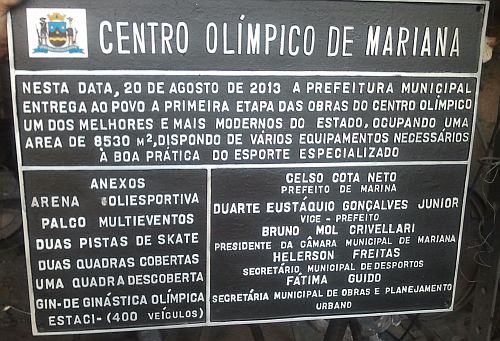 CENTRO OLÍMPICO DE MARIANA
NESTA DATA, 20 DE AGOSTO DE 2013 A PREFEITURA MUNICIPAL
ENTREGA AO POVO A PRIMEIRA ETAPA DAS OBRAS DO CENTRO OLÍMPICO
UM DOS MELHORES E MAIS MODERNOS DO ESTADO, OCUPANDO UMA
AREA DE 8530 M², DISPONDO DE VÁRIOS EQUIPAMENTOS NECESSÁRIOS
À BOA PRÁTICA DO ESPORTE ESPECIALIZADO
ANEXOS
ARENA POLIESPORTIVA
PALCO MULTIEVENTOS
DUAS PISTAS DE SKATE
DUAS QUADRAS COBERTAS
UMA QUADRA DESCOBERTA
GIN-DE GINÁSTICA OLÍMPICA
ESTACI- (400 VEÍCULOS)
CELSO COTA NETO
PREFEITO DE MARINA
DUARTE EUSTÁQUIO GONÇALVES JUNIOR
VICE - PREFEITO
BRUNO MOL CRIVELLARI
PRESIDENTE DA CÂMARA MUNICIPAL DE MARIANA
HELERSON FREITAS
SECRETÁRIO MUNICIPAL DE DESPORTOS
FÁTIMA GUIDO
SECRETÁRIA MUNICIPAL DE OBRAS E PLANEJAMENTO
URBANO